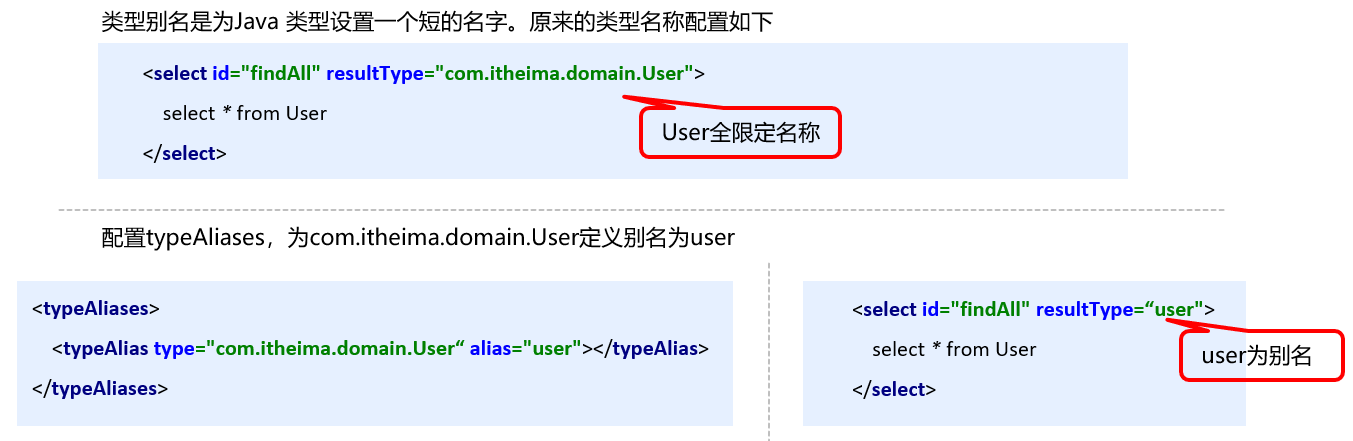 类型别名是为Java 类型设置一个短的名字。原来的类型名称配置如下
<select id="findAll" resultType="com.itheima.domain.User">
select * from User
</select>
User全限定名称
配置typeAliases，为com.itheima.domain.User定义别名为user
<typeAliases>
<typeAlias type="com.itheima.domain.User“ alias="user"></typeAlias>
</typeAliases>
<select id="findAll" resultType=“user">
select * from User
</select>
user为别名